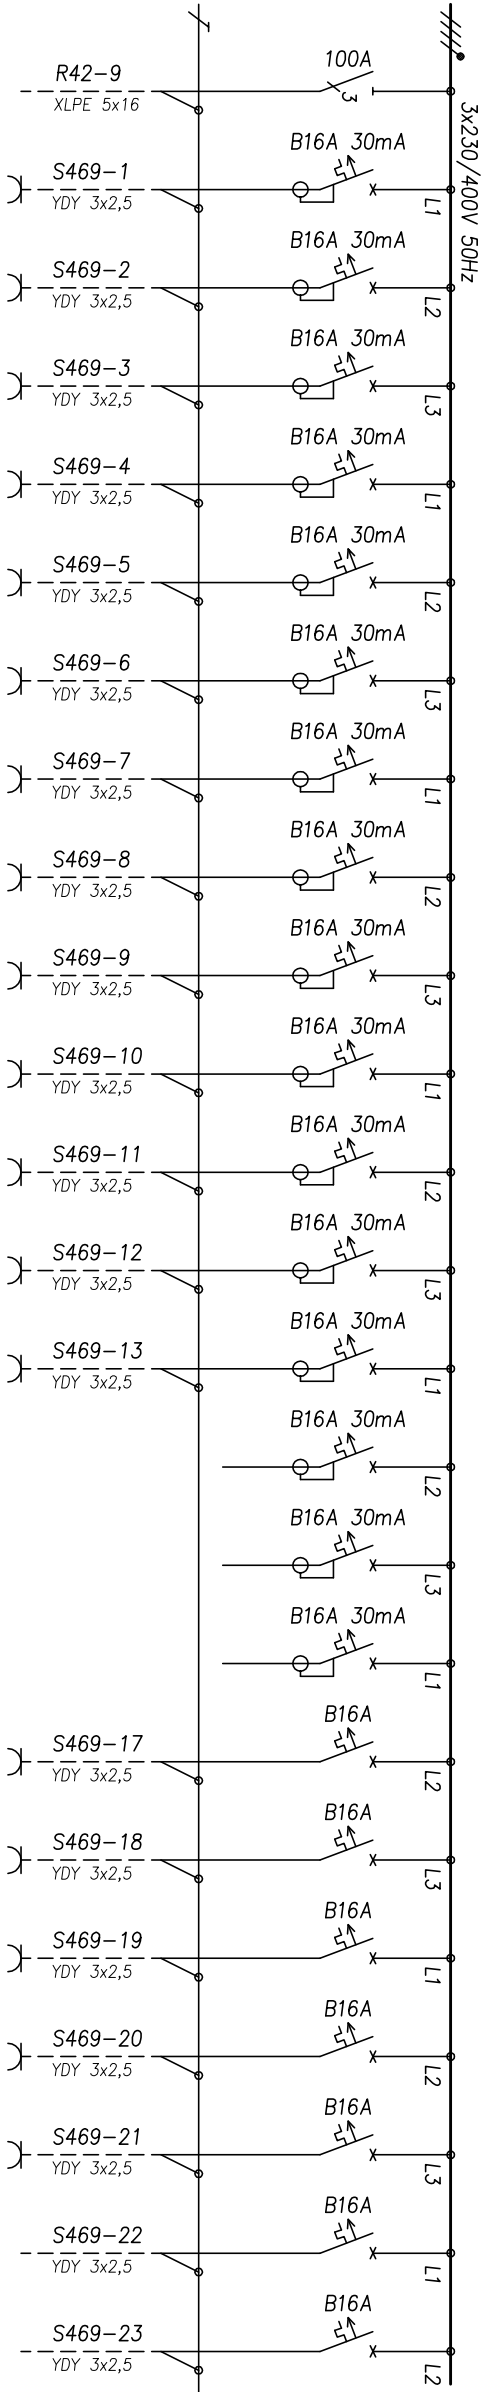 100A
R42-9
XLPE 5x16
3x230/400V 50Hz
B16A 30mA
S469-1
YDY 3x2,5
L1
B16A 30mA
S469-2
YDY 3x2,5
L2
B16A 30mA
S469-3
YDY 3x2,5
L3
B16A 30mA
S469-4
YDY 3x2,5
L1
B16A 30mA
S469-5
YDY 3x2,5
L2
B16A 30mA
S469-6
YDY 3x2,5
L3
B16A 30mA
S469-7
YDY 3x2,5
L1
B16A 30mA
S469-8
YDY 3x2,5
L2
B16A 30mA
S469-9
YDY 3x2,5
L3
B16A 30mA
S469-10
YDY 3x2,5
L1
B16A 30mA
S469-11
YDY 3x2,5
L2
B16A 30mA
S469-12
YDY 3x2,5
L3
B16A 30mA
S469-13
YDY 3x2,5
L1
B16A 30mA
L2
B16A 30mA
L3
B16A 30mA
L1
B16A
S469-17
YDY 3x2,5
L2
B16A
S469-18
YDY 3x2,5
L3
B16A
S469-19
YDY 3x2,5
L1
B16A
S469-20
YDY 3x2,5
L2
B16A
S469-21
YDY 3x2,5
L3
B16A
S469-22
YDY 3x2,5
L1
B16A
S469-23
YDY 3x2,5
L2
3